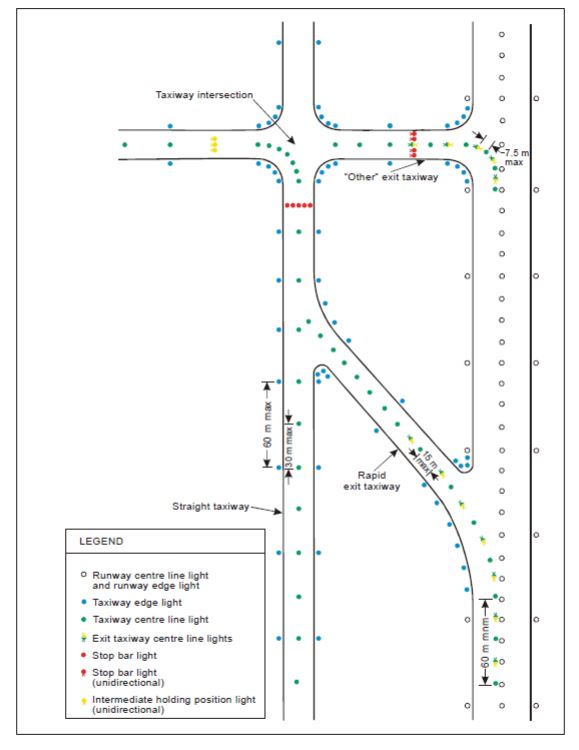 Taxiway intersection
~7.5 m
max
"Other" exit taxiway
60 m max
30 m max
15 m
max
Rapid
exit taxiway
Straight taxiway
60 m mnm
LEGEND
Runway centre line light
and runway edge light
Taxiway edge light
Taxiway centre line light
Exit taxiway centre line lights
Stop bar light
Stop bar light
(unidirectional)
Intermediate holding position light
(unidirectional)